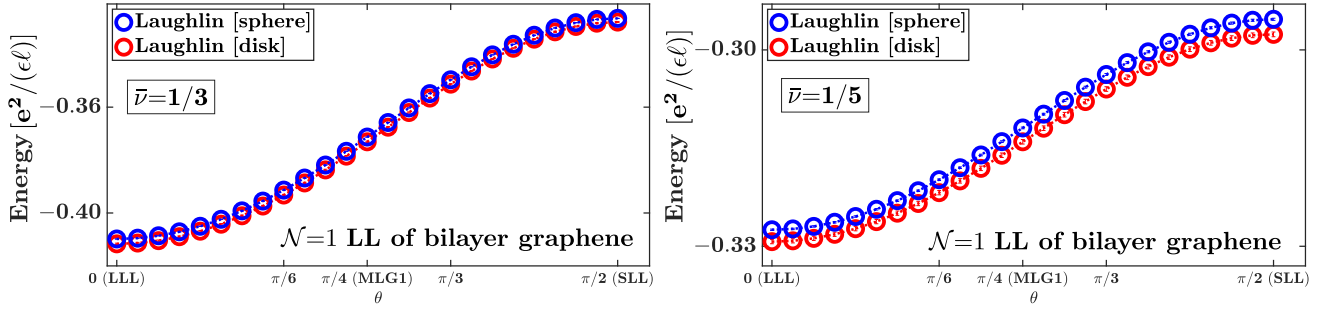 Laughlin [sphere]
Laughlin [disk]
ν̄=1/3
Energy [e²/(ϵℓ)]
−0.36
−0.40
𝒩=1 LL of bilayer graphene
0 (LLL)
π/6
π/4 (MLG1)
π/3
π/2 (SLL)
θ
Laughlin [sphere]
Laughlin [disk]
ν̄=1/5
Energy [e²/(ϵℓ)]
−0.30
−0.33
𝒩=1 LL of bilayer graphene
0 (LLL)
π/6
π/4 (MLG1)
π/3
π/2 (SLL)
θ